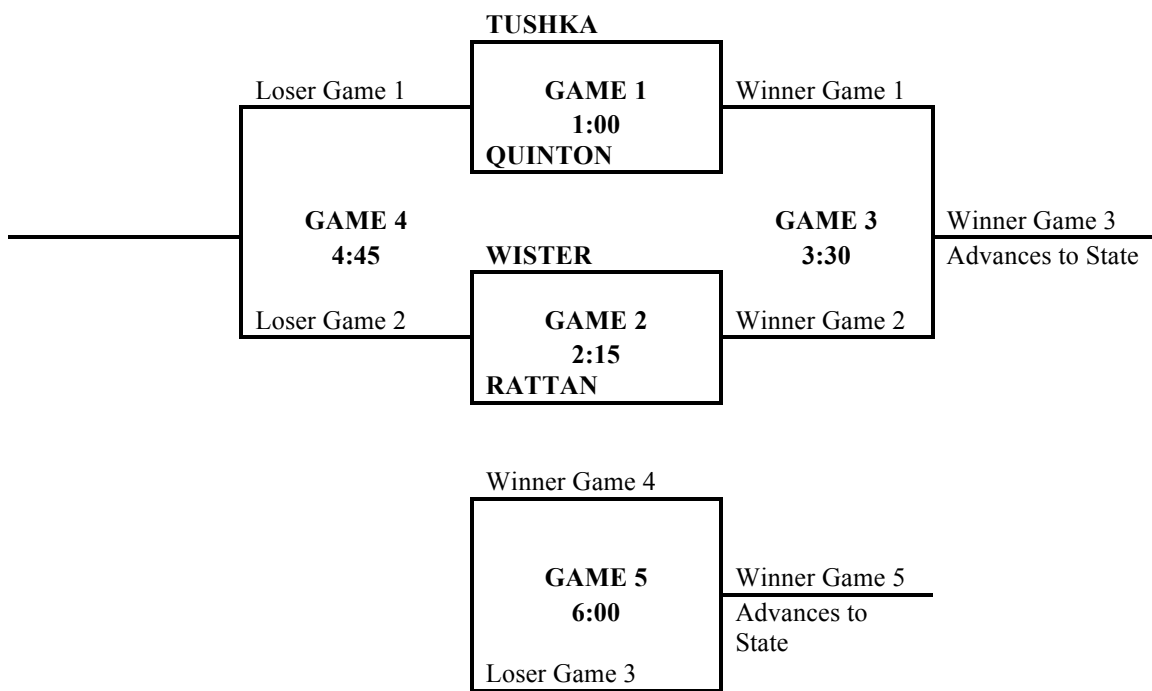 TUSHKA
Loser Game 1
GAME 1
Winner Game 1
1:00
QUINTON
GAME 4
GAME 3
Winner Game 3
4:45
WISTER
3:30
Advances to State
Loser Game 2
GAME 2
Winner Game 2
2:15
RATTAN
Winner Game 4
GAME 5
Winner Game 5
6:00
Advances to
State
Loser Game 3